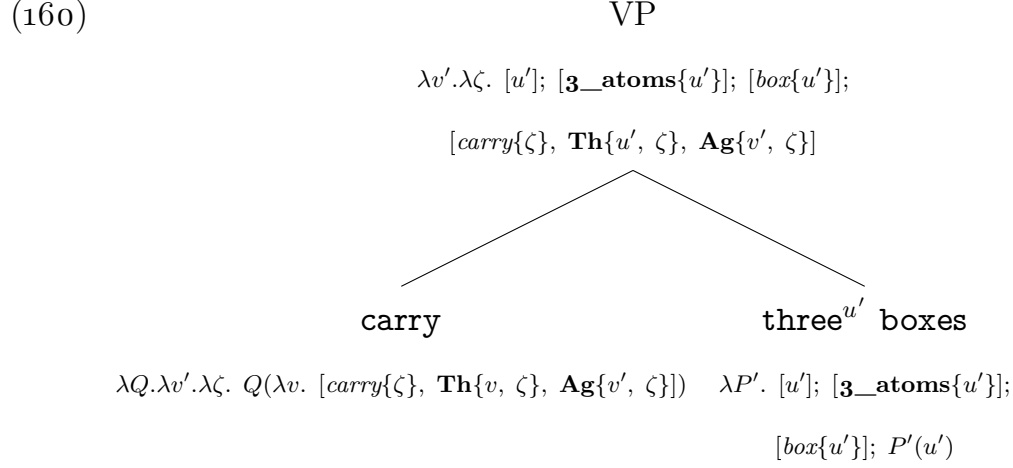 (160) VP
λv′.λζ. [u′]; [3_atoms{u′}]; [box{u′}];
[carry{ζ}, Th{u′, ζ}, Ag{v′, ζ}]
carry three^{u′} boxes
λQ.λv′.λζ. Q(λv. [carry{ζ}, Th{v, ζ}, Ag{v′, ζ}]) λP′. [u′]; [3_atoms{u′}];
[box{u′}]; P′(u′)